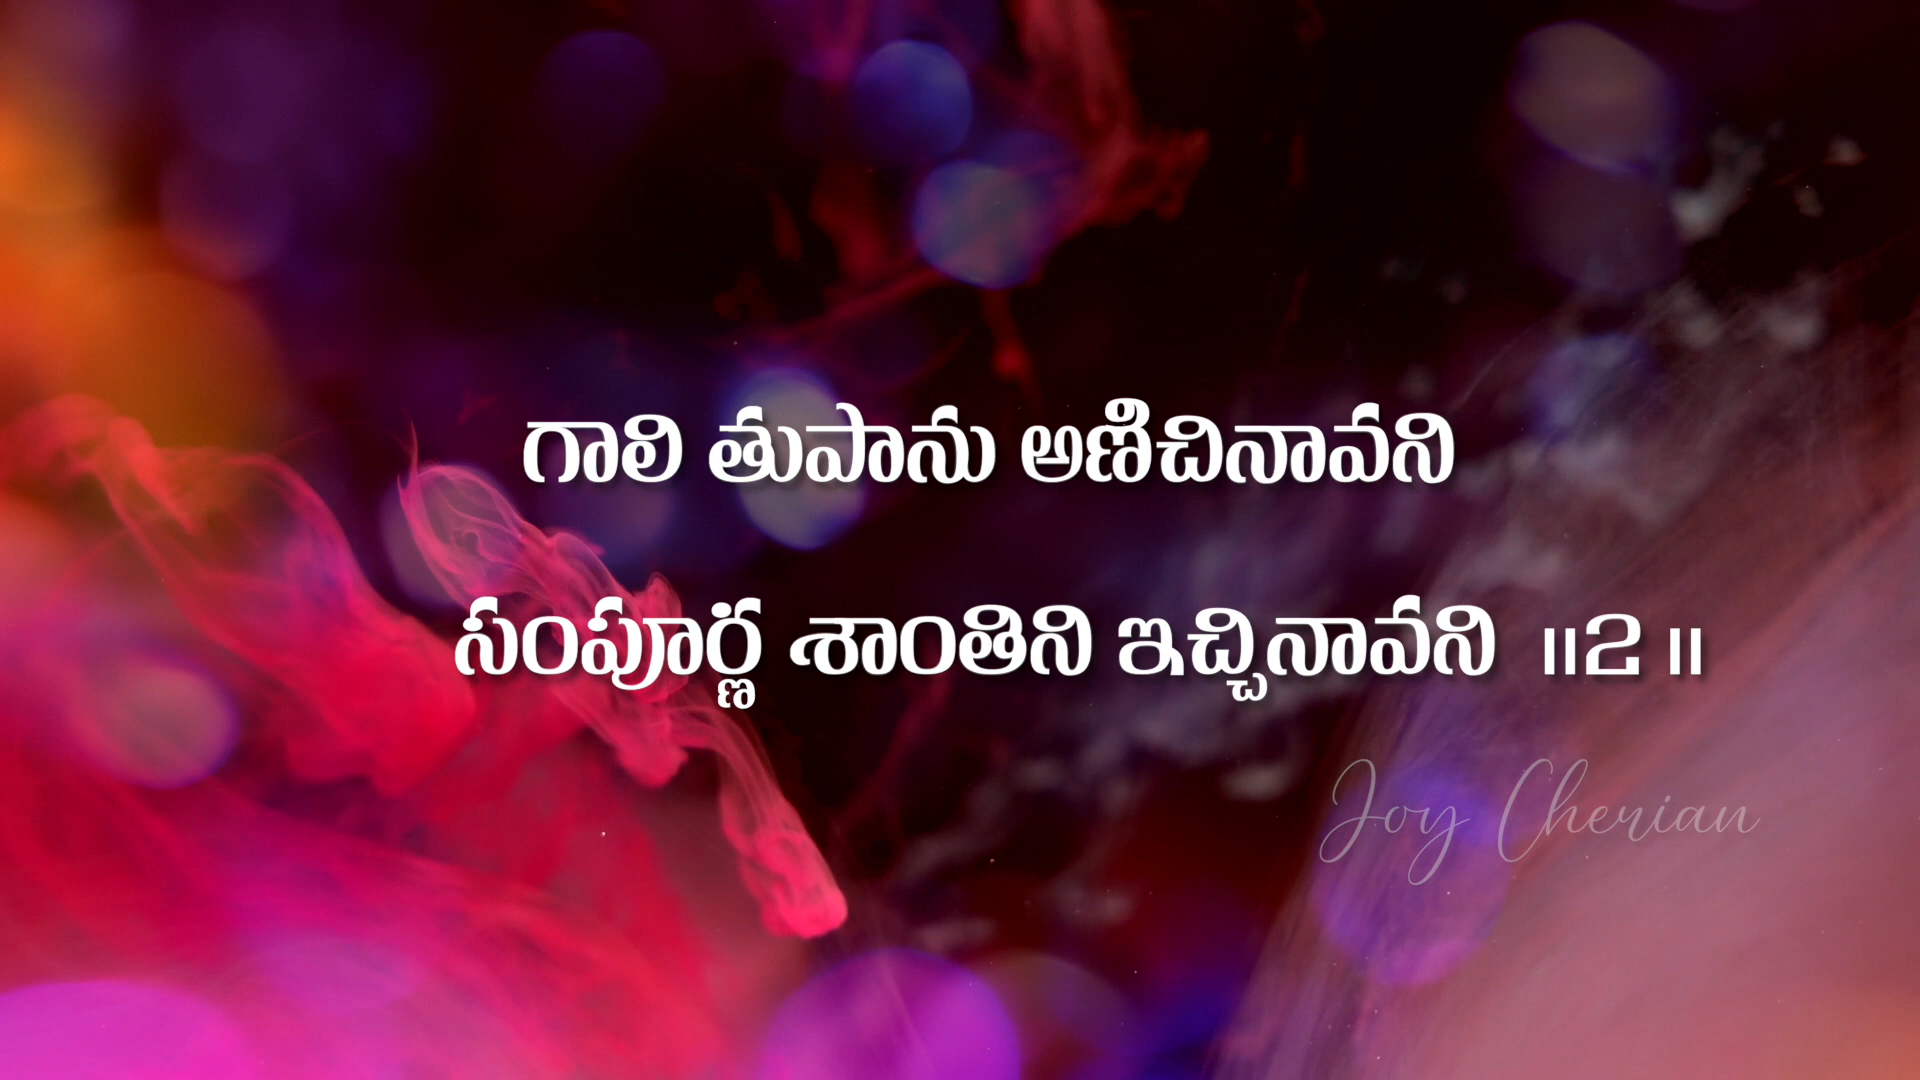 గాలి తుపాను అణిచినావని
సంపూర్ణ శాంతిని ఇచ్చినావని ॥2॥
Joy Cherian